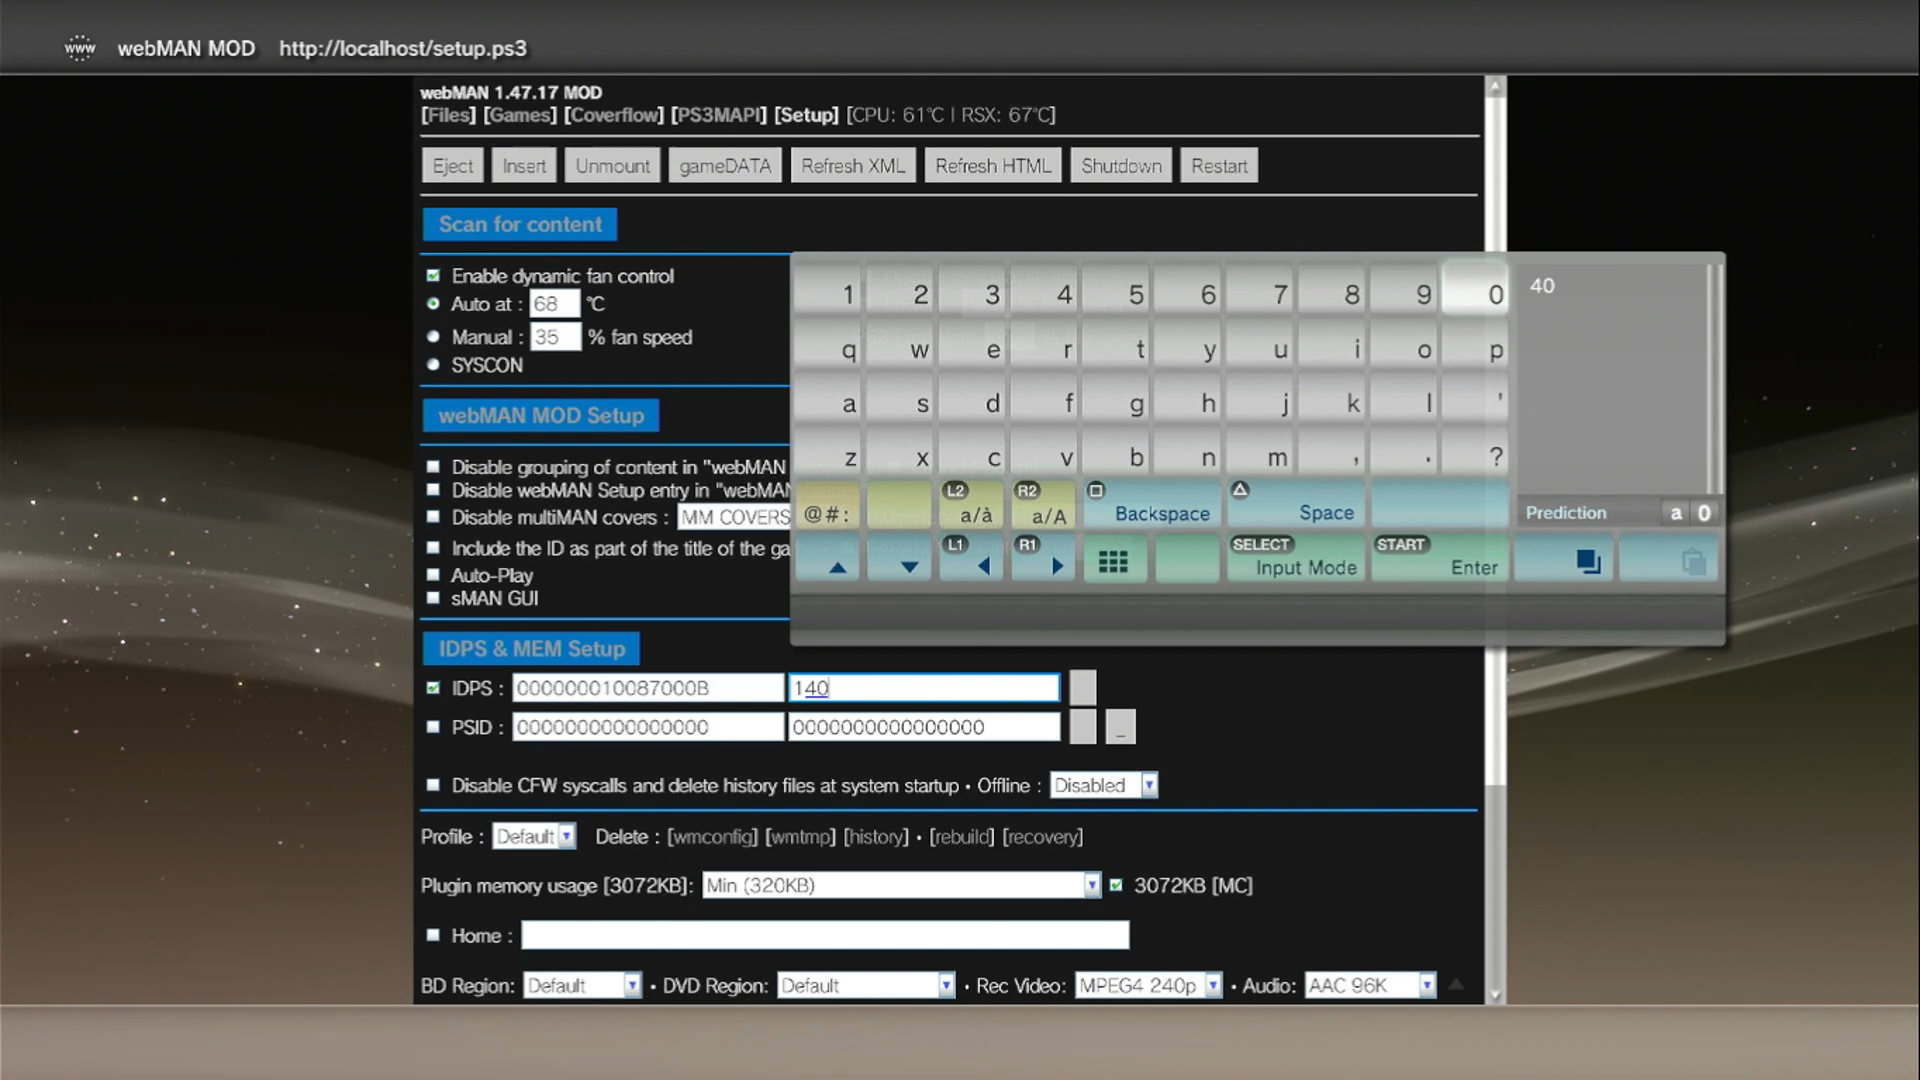 www webMAN MOD http://localhost/setup.ps3
webMAN 1.47.17 MOD
[Files] [Games] [Coverflow] [PS3MAPI] [Setup] [CPU: 61°C | RSX: 67°C]
Eject Insert Unmount gameDATA Refresh XML Refresh HTML Shutdown Restart
Scan for content
Enable dynamic fan control
Auto at : 68 °C
Manual : 35 % fan speed
SYSCON
webMAN MOD Setup
Disable grouping of content in "webMAN
Disable webMAN Setup entry in "webMAN
Disable multiMAN covers : MM COVERS
Include the ID as part of the title of the ga
Auto-Play
sMAN GUI
1 2 3 4 5 6 7 8 9 0
q w e r t y u i o p
a s d f g h j k l '
z x c v b n m , . ?
@#: L2 a/à R2 a/A Backspace Space
L1 R1 SELECT Input Mode START Enter
40
Prediction a 0
IDPS & MEM Setup
IDPS : 000000010087000B 140
PSID : 0000000000000000 0000000000000000 _
Disable CFW syscalls and delete history files at system startup • Offline : Disabled
Profile : Default Delete : [wmconfig] [wmtmp] [history] • [rebuild] [recovery]
Plugin memory usage [3072KB]: Min (320KB) 3072KB [MC]
Home :
BD Region: Default • DVD Region: Default • Rec Video: MPEG4 240p • Audio: AAC 96K